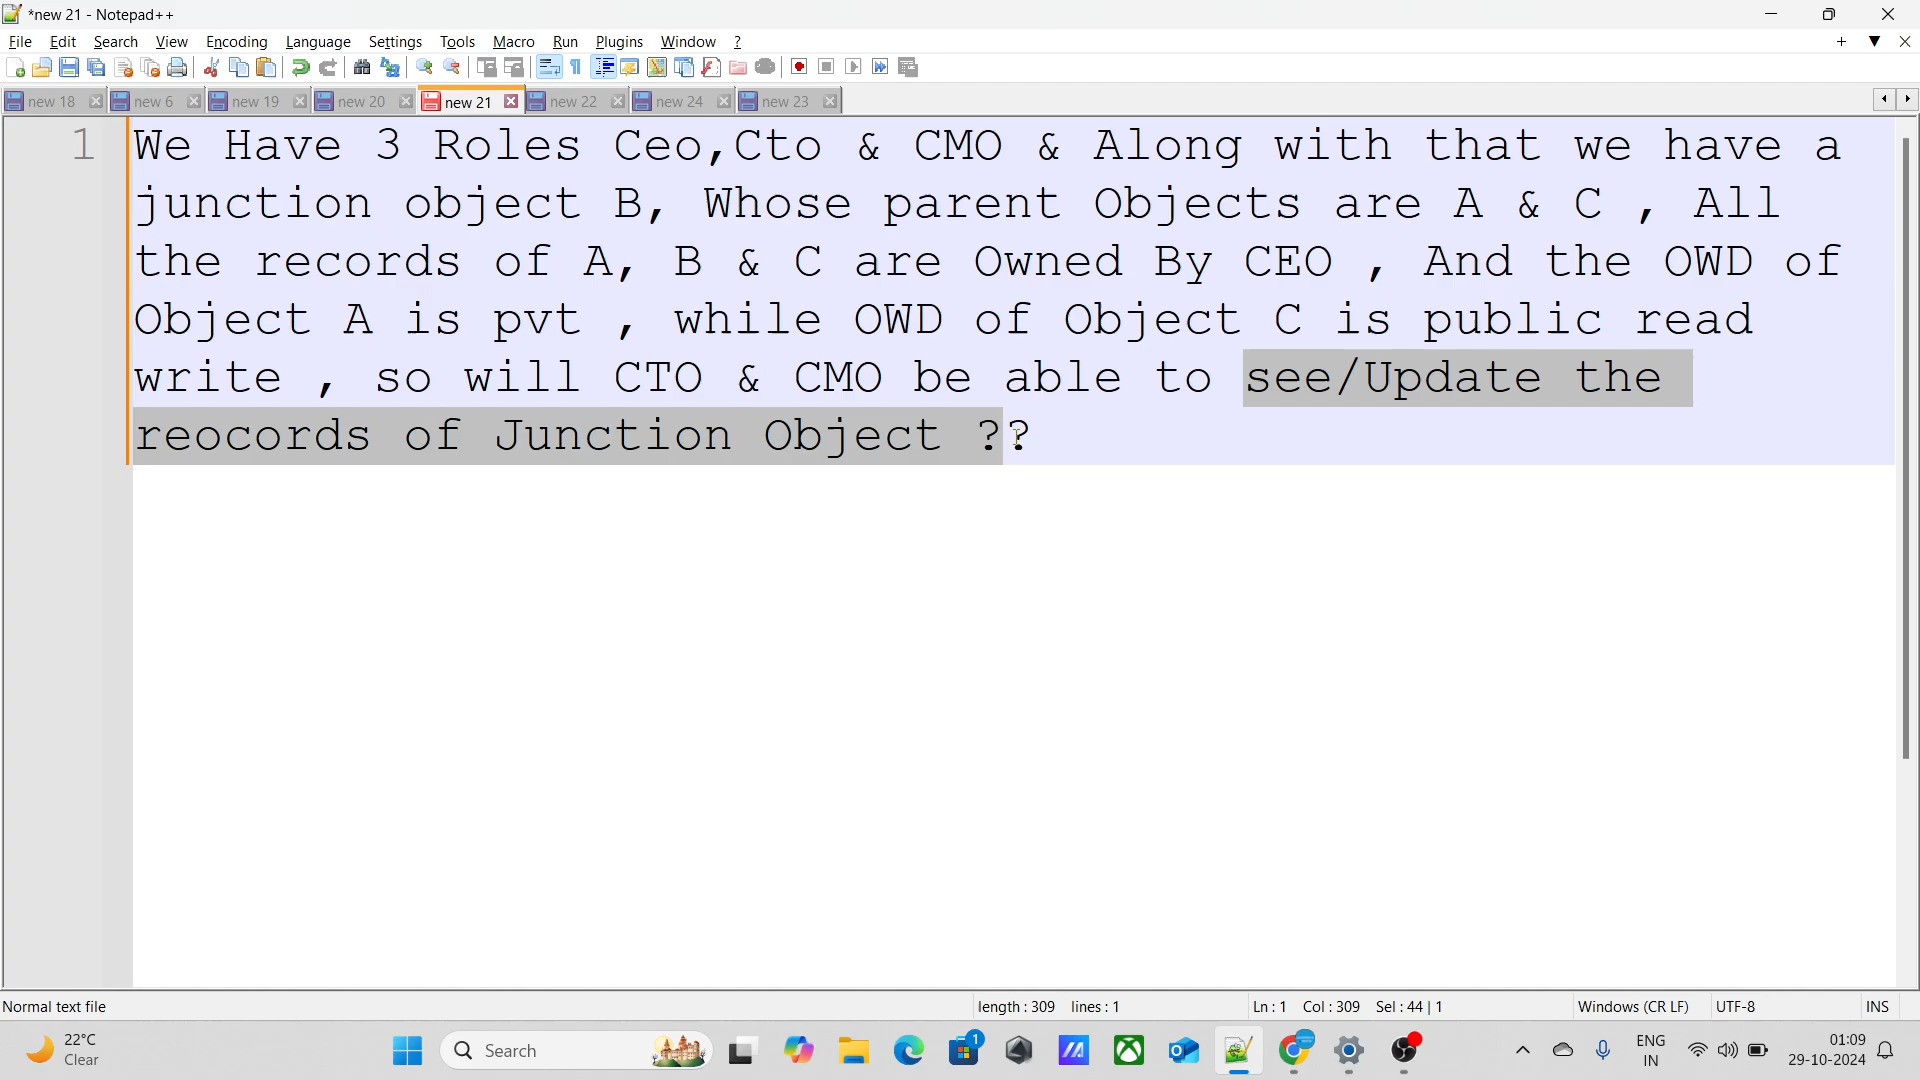 *new 21 - Notepad++
File Edit Search View Encoding Language Settings Tools Macro Run Plugins Window ?
new 18 new 6 new 19 new 20 new 21 new 22 new 24 new 23
1 We Have 3 Roles Ceo,Cto & CMO & Along with that we have a
junction object B, Whose parent Objects are A & C , All
the records of A, B & C are Owned By CEO , And the OWD of
Object A is pvt , while OWD of Object C is public read
write , so will CTO & CMO be able to see/Update the
reocords of Junction Object ??
Normal text file length : 309 lines : 1 Ln : 1 Col : 309 Sel : 44 | 1 Windows (CR LF) UTF-8 INS
22°C
Clear
Search
1
ENG
IN
01:09
29-10-2024